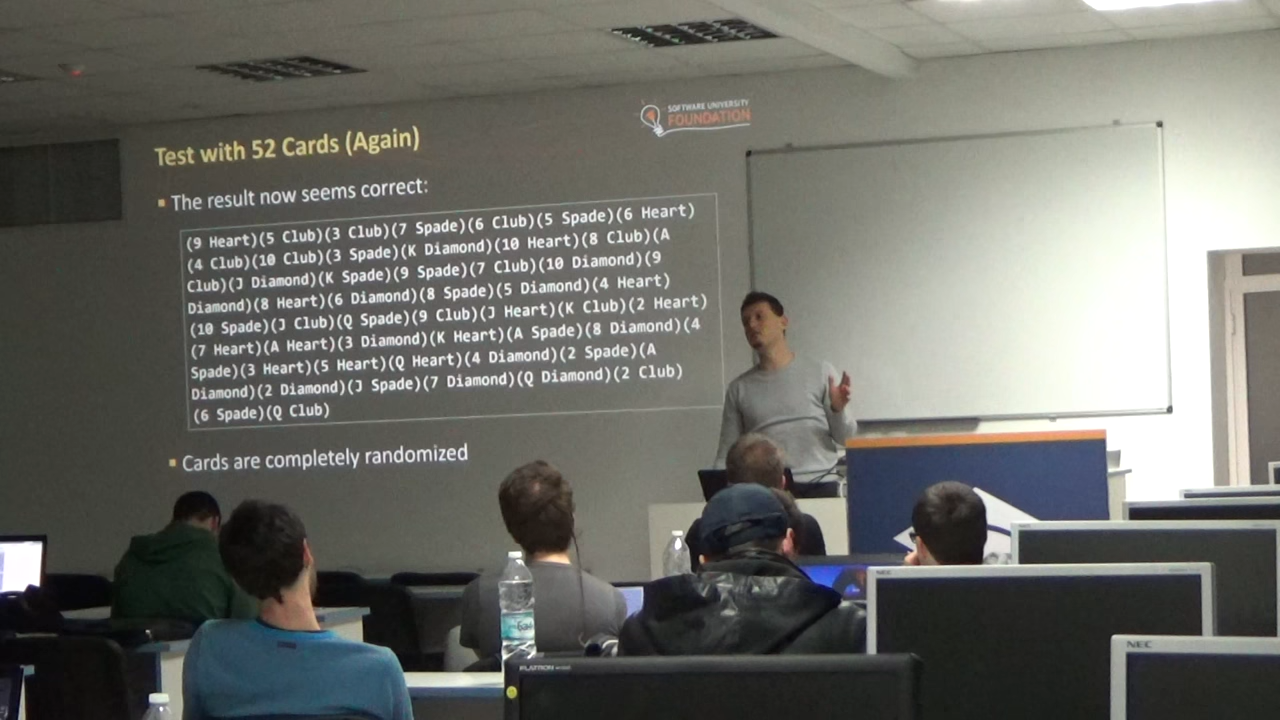 SOFTWARE UNIVERSITY
FOUNDATION
Test with 52 Cards (Again)
▪ The result now seems correct:
(9 Heart)(5 Club)(3 Club)(7 Spade)(6 Club)(5 Spade)(6 Heart)
(4 Club)(10 Club)(3 Spade)(K Diamond)(10 Heart)(8 Club)(A
Club)(J Diamond)(K Spade)(9 Spade)(7 Club)(10 Diamond)(9
Diamond)(8 Heart)(6 Diamond)(8 Spade)(5 Diamond)(4 Heart)
(10 Spade)(J Club)(Q Spade)(9 Club)(J Heart)(K Club)(2 Heart)
(7 Heart)(A Heart)(3 Diamond)(K Heart)(A Spade)(8 Diamond)(4
Spade)(3 Heart)(5 Heart)(Q Heart)(4 Diamond)(2 Spade)(A
Diamond)(2 Diamond)(J Spade)(7 Diamond)(Q Diamond)(2 Club)
(6 Spade)(Q Club)
▪ Cards are completely randomized
NEC
NEC
FLATRON